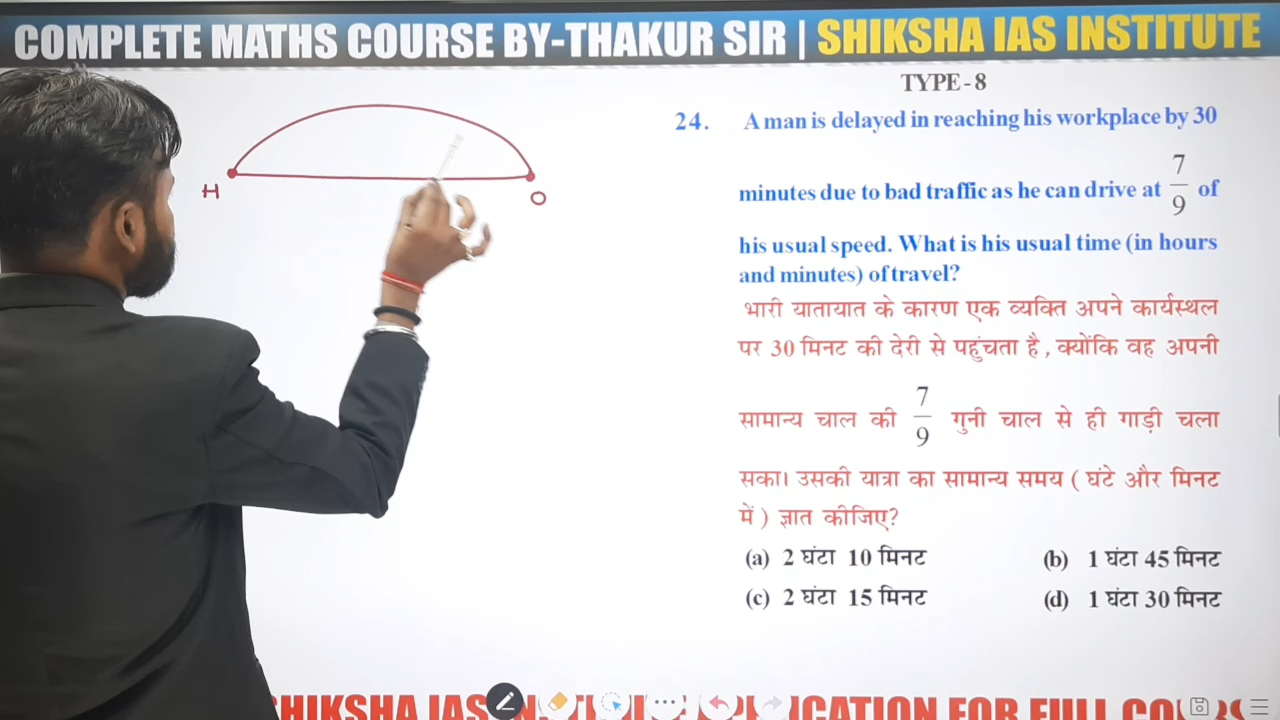 COMPLETE MATHS COURSE BY-THAKUR SIR | SHIKSHA IAS INSTITUTE
TYPE-8
24. A man is delayed in reaching his workplace by 30
minutes due to bad traffic as he can drive at 7/9 of
his usual speed. What is his usual time (in hours
and minutes) of travel?
भारी यातायात के कारण एक व्यक्ति अपने कार्यस्थल
पर 30 मिनट की देरी से पहुंचता है, क्योंकि वह अपनी
सामान्य चाल की 7/9 गुनी चाल से ही गाड़ी चला
सका। उसकी यात्रा का सामान्य समय ( घंटे और मिनट
में ) ज्ञात कीजिए?
(a) 2 घंटा 10 मिनट (b) 1 घंटा 45 मिनट
(c) 2 घंटा 15 मिनट (d) 1 घंटा 30 मिनट
H
O
FOR FULL